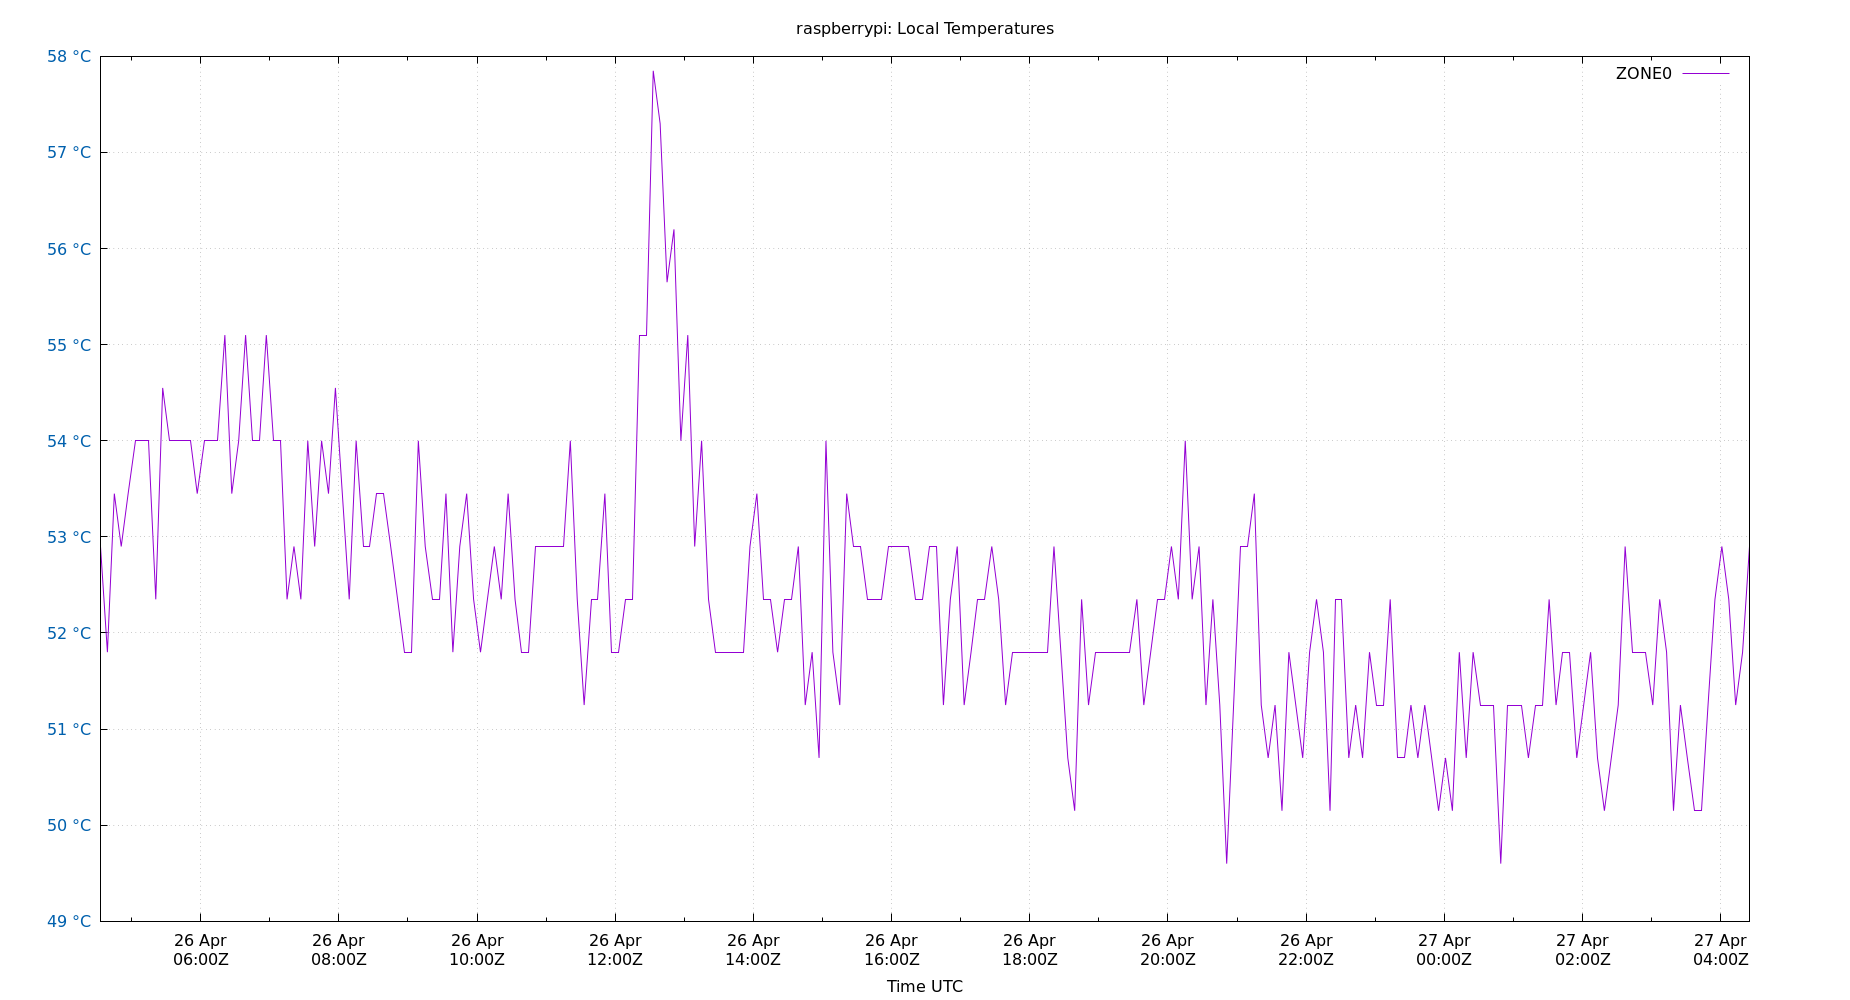 raspberrypi: Local Temperatures
58 °C
ZONE0
57 °C
56 °C
55 °C
54 °C
53 °C
52 °C
51 °C
50 °C
49 °C
26 Apr 26 Apr 26 Apr 26 Apr 26 Apr 26 Apr 26 Apr 26 Apr 26 Apr 27 Apr 27 Apr 27 Apr
06:00Z 08:00Z 10:00Z 12:00Z 14:00Z 16:00Z 18:00Z 20:00Z 22:00Z 00:00Z 02:00Z 04:00Z
Time UTC